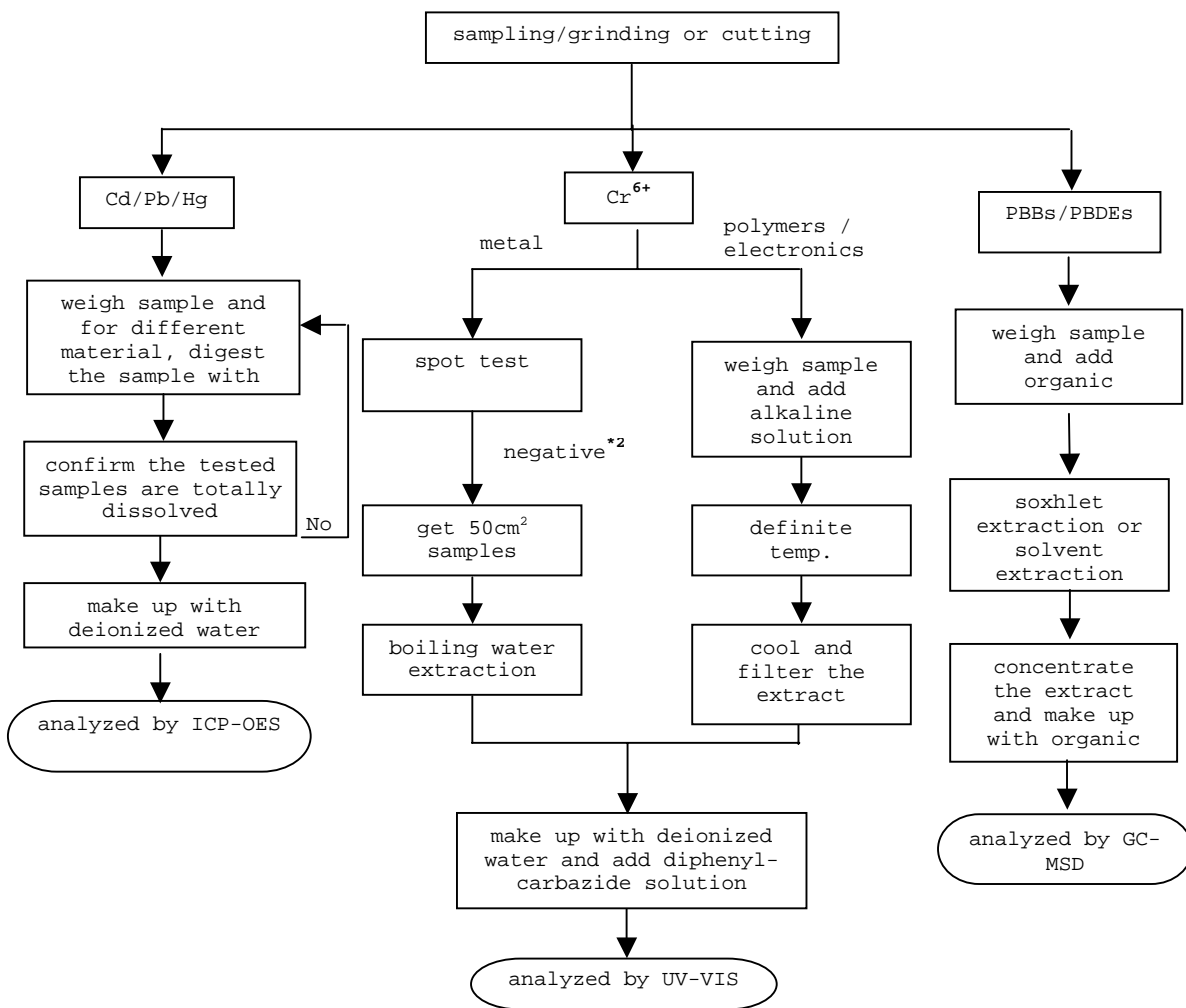 sampling/grinding or cutting
Cd/Pb/Hg
weigh sample and
for different
material, digest
the sample with
confirm the tested
samples are totally
dissolved
No
make up with
deionized water
analyzed by ICP-OES
Cr⁶⁺
metal
polymers /
electronics
spot test
negative*²
get 50cm²
samples
boiling water
extraction
weigh sample
and add
alkaline
solution
definite
temp.
cool and
filter the
extract
make up with deionized
water and add diphenyl-
carbazide solution
analyzed by UV-VIS
PBBs/PBDEs
weigh sample
and add
organic
soxhlet
extraction or
solvent
extraction
concentrate
the extract
and make up
with organic
analyzed by GC-
MSD